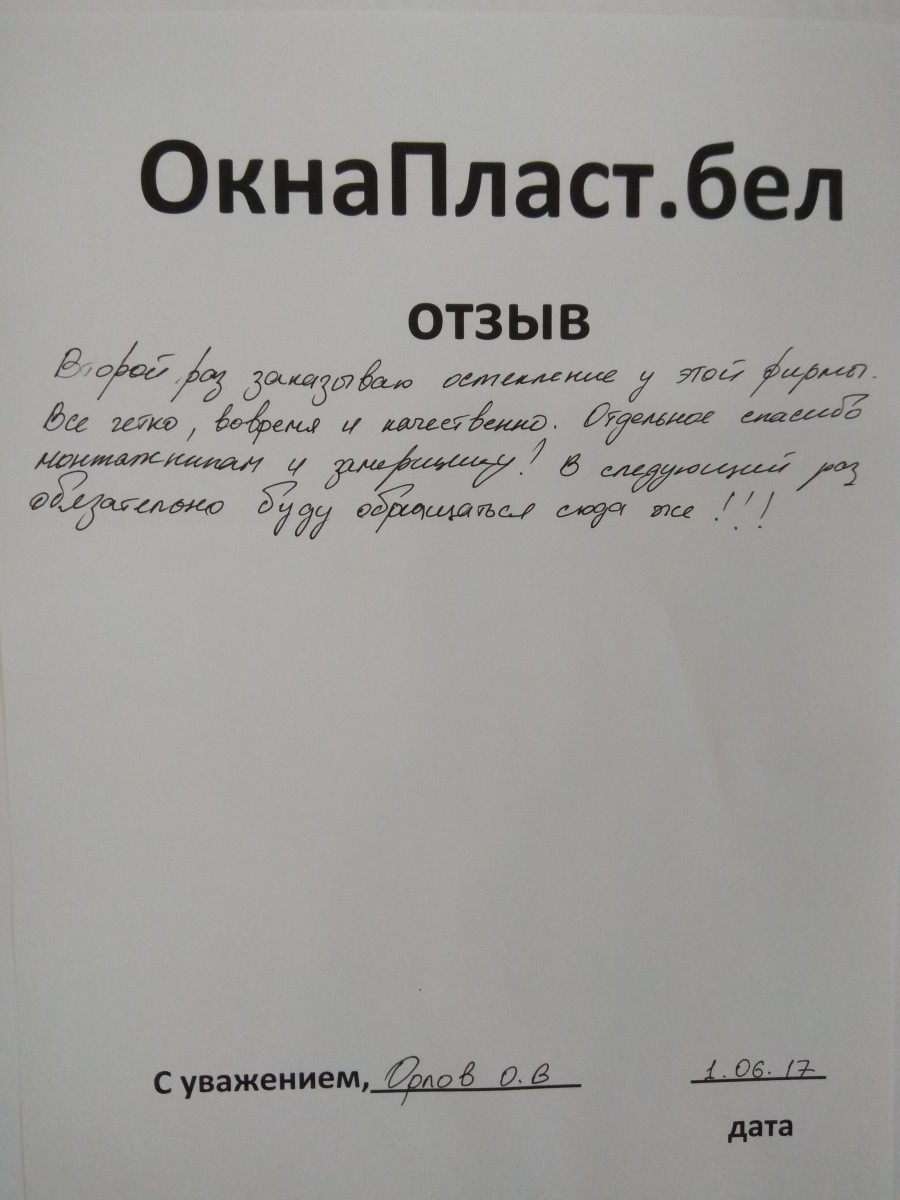 ОкнаПласт.бел
отзыв
Второй раз заказываю остекление у этой фирмы.
Все четко, вовремя и качественно. Отдельное спасибо
монтажникам и замерщику! В следующий раз
обязательно буду обращаться сюда же!!!
С уважением, Орлов О.В 1.06.17
дата